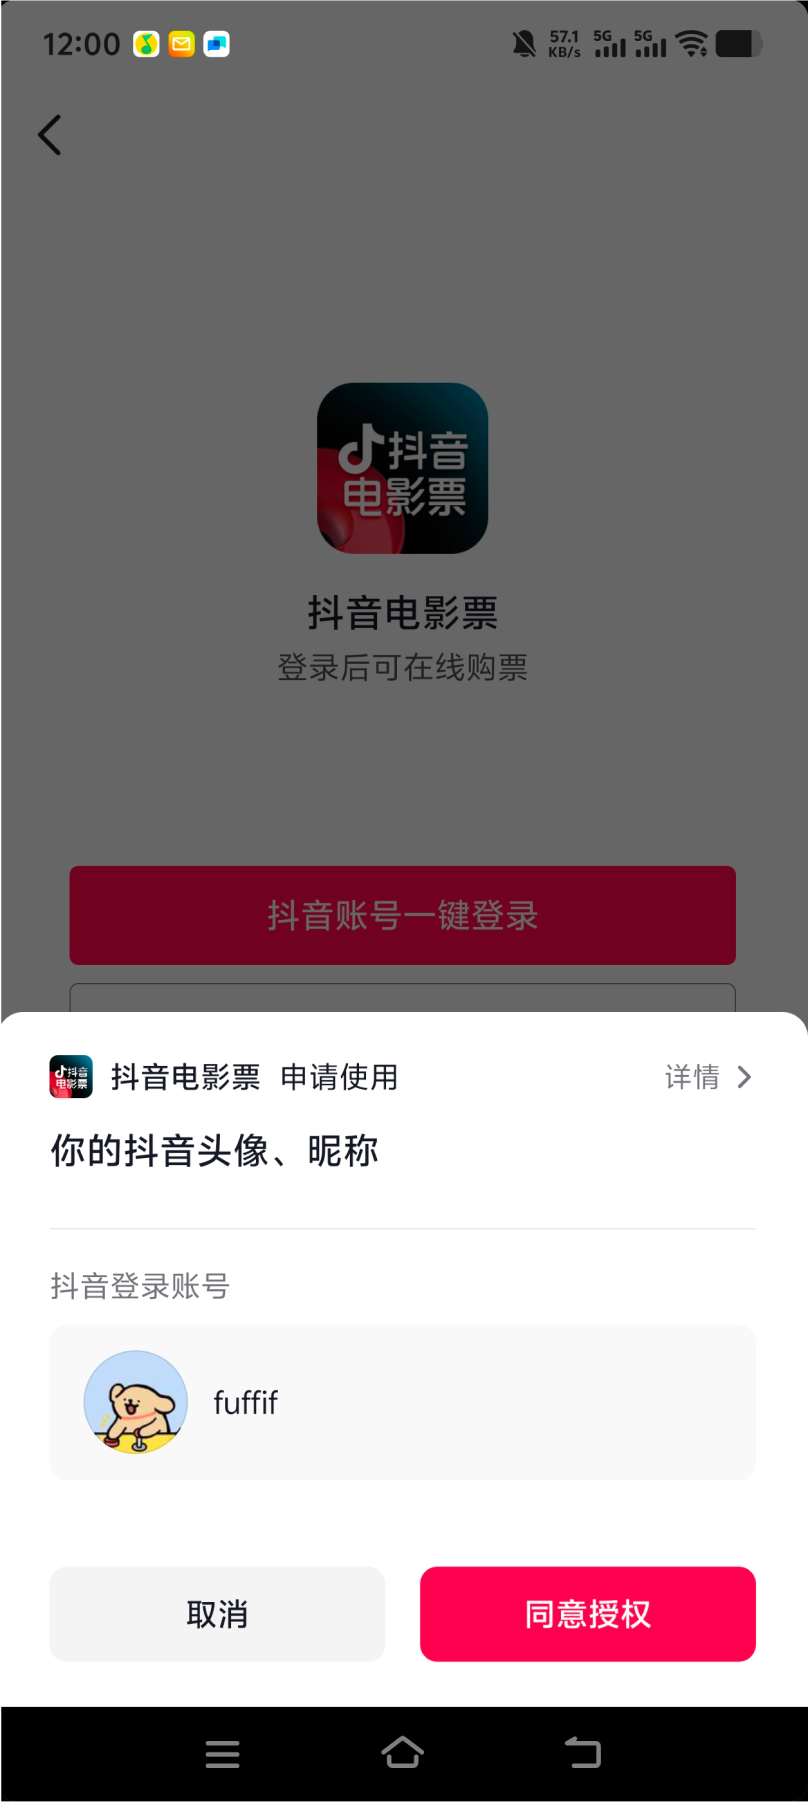 12:00
57.1 KB/s 5G 5G
抖音
电影票
抖音电影票
登录后可在线购票
抖音账号一键登录
抖音电影票 申请使用 详情
你的抖音头像、昵称
抖音登录账号
fuffif
取消 同意授权